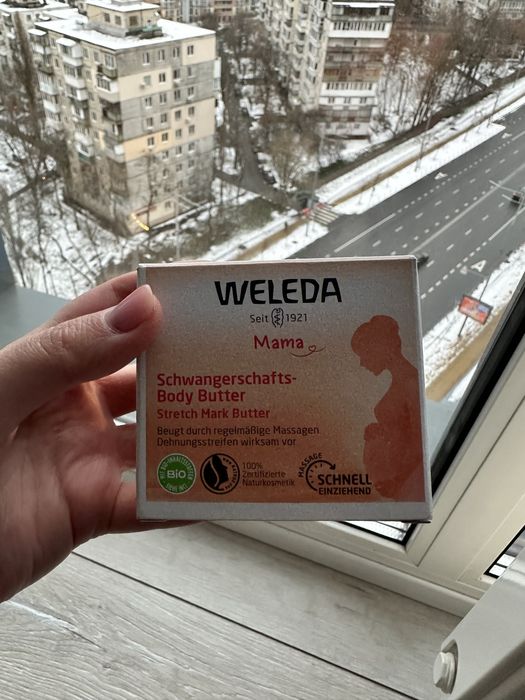 WELEDA
Seit 1921
Mama
Schwangerschafts-
Body Butter
Stretch Mark Butter
Beugt durch regelmäßige Massagen
Dehnungsstreifen wirksam vor
BIO
100%
Zertifizierte
Naturkosmetik
MASSAGE
SCHNELL
EINZIEHEND